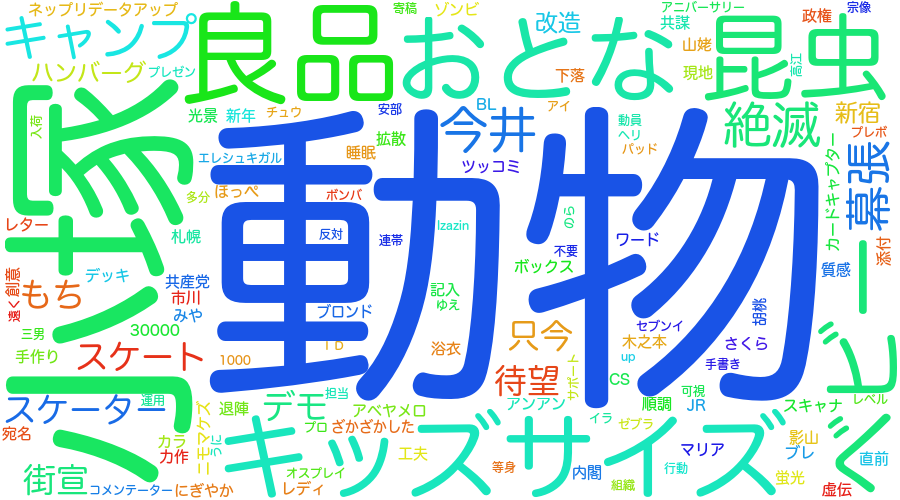 ネップリデータアップ
寄稿
ゾンビ
アニバーサリー
宗像
キャンプ
良品
おとな
改造
共謀
政権
昆虫
ハンバーグ
プレゼン
下落
山姥
現地
高江
塚
入荷
光景
新年
チュウ
安部
BL
アイ
動員
ヘリ
絶滅
新宿
プレボ
今井
エレシュキガル
睡眠
拡散
ツッコミ
パッド
カードキャプター
幕張
動物
多分
ほっぺ
ボンバ
レター
札幌
反対
連帯
Izazin
のら
不要
ワード
添付
遠く
創意
もち
デッキ
共産党
市川
みや
ボックス
質感
記入
ゆえ
ブロンド
胡桃
三男
30000
手作り
セブンイ
木之本
さくら
只今
スケート
1000
ID
浴衣
up
手書き
サポート
待望
CS
可視
ハ
スケーター
運用
ニモマケズ
退陣
デモ
担当
アベヤメロ
アンアン
順調
JR
スキャナ
レベル
ビーズ
宛名
カラ
力作
うに
プロ
ざかざかした
イラ
ゼブラ
キッズサイズ
マリア
影山
ブレ
街宣
工夫
オスプレイ
等身
内閣
行動
直前
コメンテーター
にぎやか
レディ
組織
蛍光
虚伝